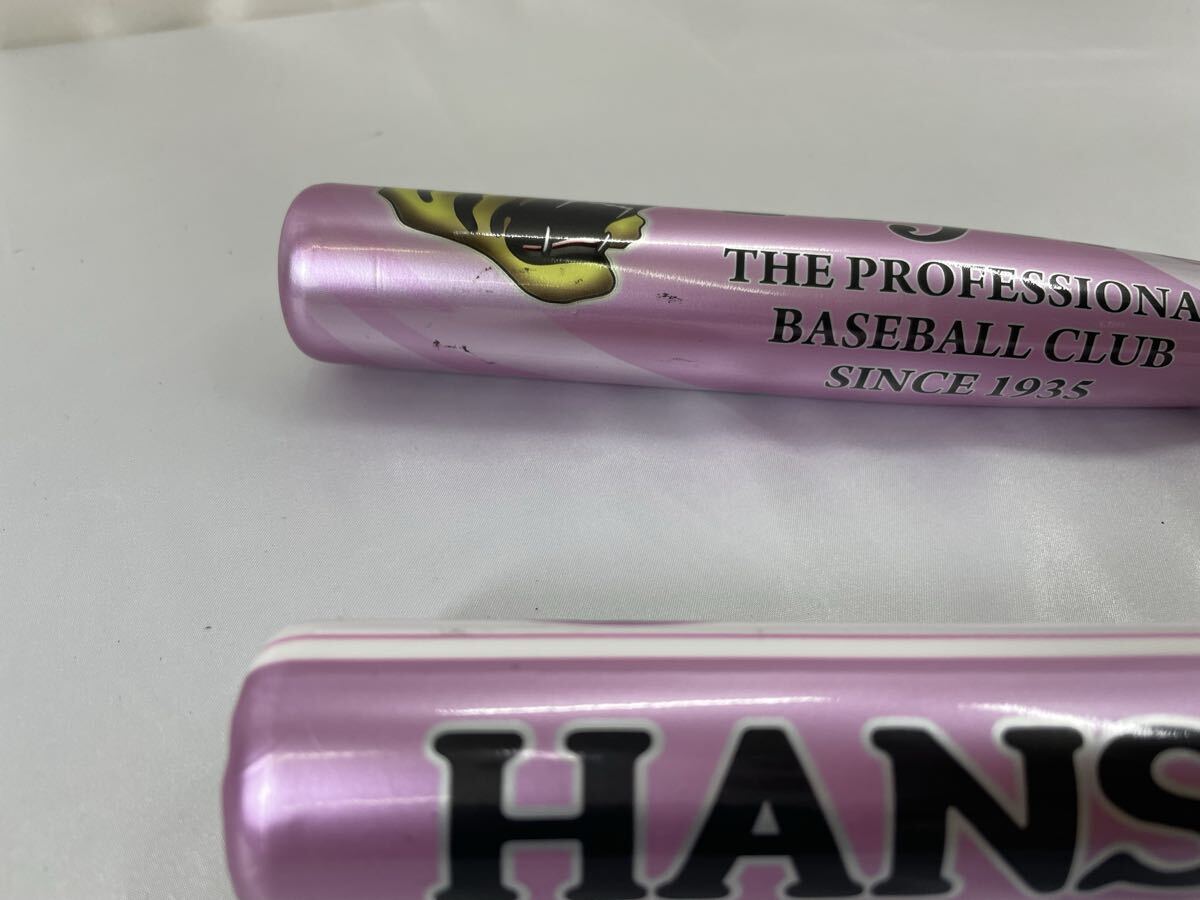 THE PROFESSIONA
BASEBALL CLUB
SINCE 1935
HANS